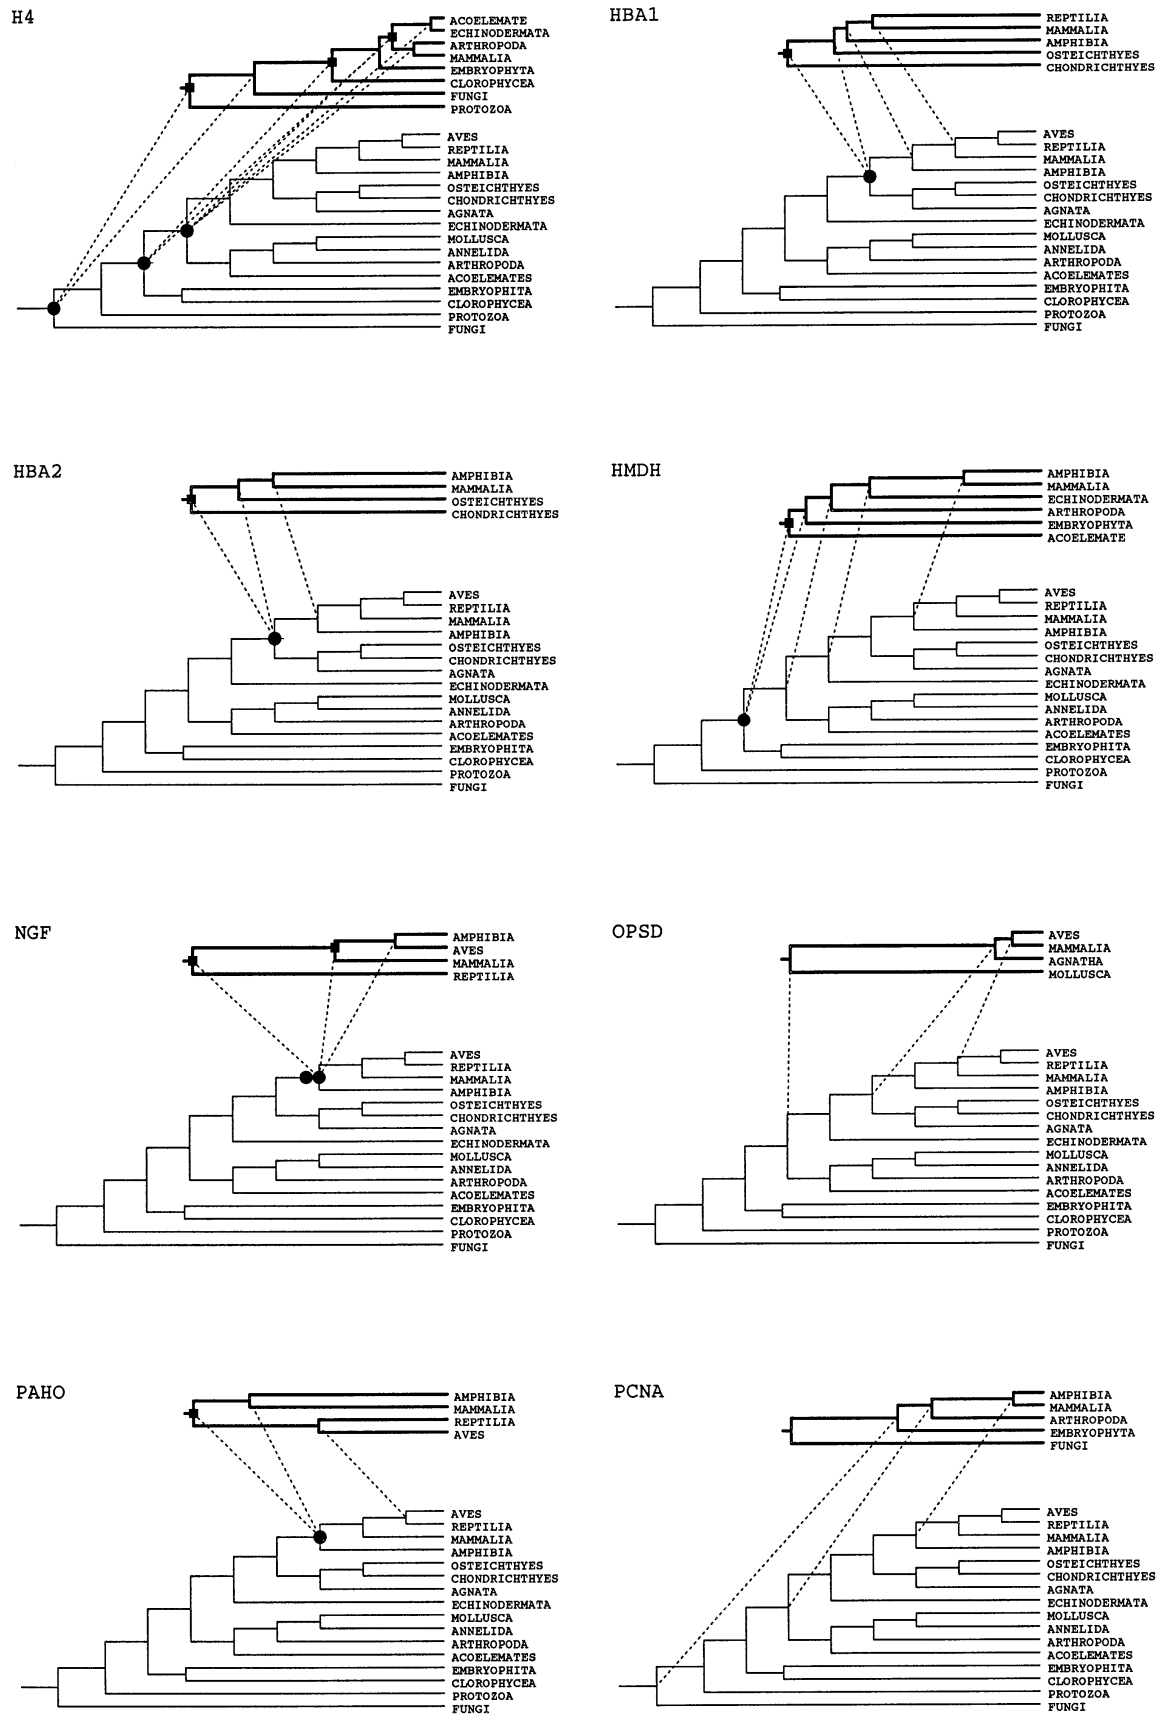 H4
ACOELEMATE
ECHINODERMATA
ARTHROPODA
MAMMALIA
EMBRYOPHYTA
CLOROPHYCEA
FUNGI
PROTOZOA
AVES
REPTILIA
MAMMALIA
AMPHIBIA
OSTEICHTHYES
CHONDRICHTHYES
AGNATA
ECHINODERMATA
MOLLUSCA
ANNELIDA
ARTHROPODA
ACOELEMATES
EMBRYOPHITA
CLOROPHYCEA
PROTOZOA
FUNGI
HBA1
REPTILIA
MAMMALIA
AMPHIBIA
OSTEICHTHYES
CHONDRICHTHYES
AVES
REPTILIA
MAMMALIA
AMPHIBIA
OSTEICHTHYES
CHONDRICHTHYES
AGNATA
ECHINODERMATA
MOLLUSCA
ANNELIDA
ARTHROPODA
ACOELEMATES
EMBRYOPHITA
CLOROPHYCEA
PROTOZOA
FUNGI
HBA2
AMPHIBIA
MAMMALIA
OSTEICHTHYES
CHONDRICHTHYES
AVES
REPTILIA
MAMMALIA
AMPHIBIA
OSTEICHTHYES
CHONDRICHTHYES
AGNATA
ECHINODERMATA
MOLLUSCA
ANNELIDA
ARTHROPODA
ACOELEMATES
EMBRYOPHITA
CLOROPHYCEA
PROTOZOA
FUNGI
HMDH
AMPHIBIA
MAMMALIA
ECHINODERMATA
ARTHROPODA
EMBRYOPHYTA
ACOELEMATE
AVES
REPTILIA
MAMMALIA
AMPHIBIA
OSTEICHTHYES
CHONDRICHTHYES
AGNATA
ECHINODERMATA
MOLLUSCA
ANNELIDA
ARTHROPODA
ACOELEMATES
EMBRYOPHITA
CLOROPHYCEA
PROTOZOA
FUNGI
NGF
AMPHIBIA
AVES
MAMMALIA
REPTILIA
AVES
REPTILIA
MAMMALIA
AMPHIBIA
OSTEICHTHYES
CHONDRICHTHYES
AGNATA
ECHINODERMATA
MOLLUSCA
ANNELIDA
ARTHROPODA
ACOELEMATES
EMBRYOPHITA
CLOROPHYCEA
PROTOZOA
FUNGI
OPSD
AVES
MAMMALIA
AGNATHA
MOLLUSCA
AVES
REPTILIA
MAMMALIA
AMPHIBIA
OSTEICHTHYES
CHONDRICHTHYES
AGNATA
ECHINODERMATA
MOLLUSCA
ANNELIDA
ARTHROPODA
ACOELEMATES
EMBRYOPHITA
CLOROPHYCEA
PROTOZOA
FUNGI
PAHO
AMPHIBIA
MAMMALIA
REPTILIA
AVES
AVES
REPTILIA
MAMMALIA
AMPHIBIA
OSTEICHTHYES
CHONDRICHTHYES
AGNATA
ECHINODERMATA
MOLLUSCA
ANNELIDA
ARTHROPODA
ACOELEMATES
EMBRYOPHITA
CLOROPHYCEA
PROTOZOA
FUNGI
PCNA
AMPHIBIA
MAMMALIA
ARTHROPODA
EMBRYOPHYTA
FUNGI
AVES
REPTILIA
MAMMALIA
AMPHIBIA
OSTEICHTHYES
CHONDRICHTHYES
AGNATA
ECHINODERMATA
MOLLUSCA
ANNELIDA
ARTHROPODA
ACOELEMATES
EMBRYOPHITA
CLOROPHYCEA
PROTOZOA
FUNGI